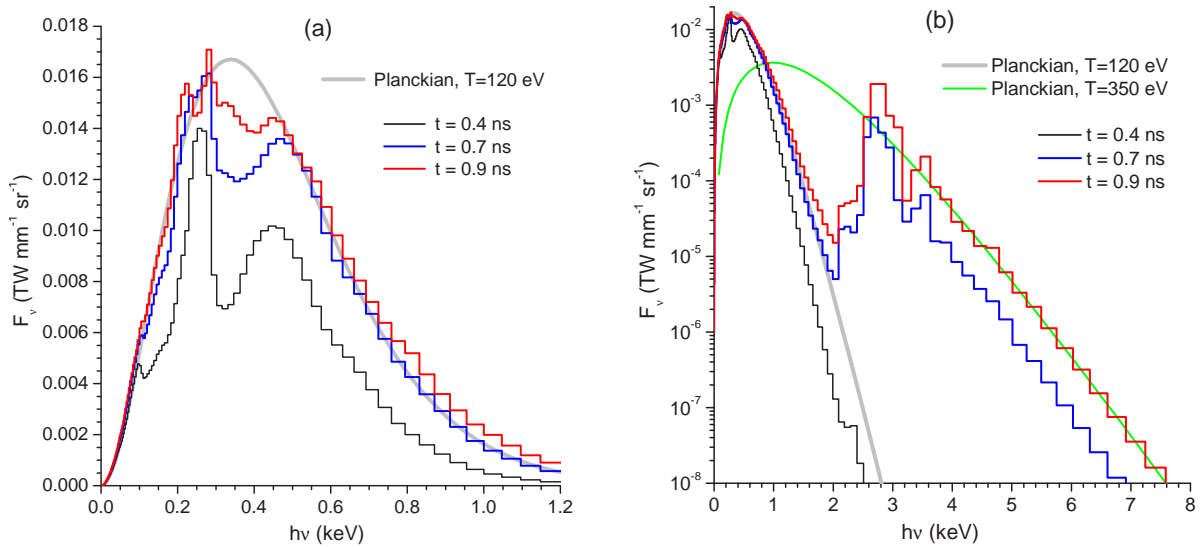 (a)
0.018
0.016
0.014
0.012
0.010
0.008
0.006
0.004
0.002
0.000
F_ν (TW mm⁻¹ sr⁻¹)
Planckian, T=120 eV
t = 0.4 ns
t = 0.7 ns
t = 0.9 ns
0.0 0.2 0.4 0.6 0.8 1.0 1.2
hν (keV)
(b)
10⁻²
10⁻³
10⁻⁴
10⁻⁵
10⁻⁶
10⁻⁷
10⁻⁸
F_ν (TW mm⁻¹ sr⁻¹)
Planckian, T=120 eV
Planckian, T=350 eV
t = 0.4 ns
t = 0.7 ns
t = 0.9 ns
0 1 2 3 4 5 6 7 8
hν (keV)